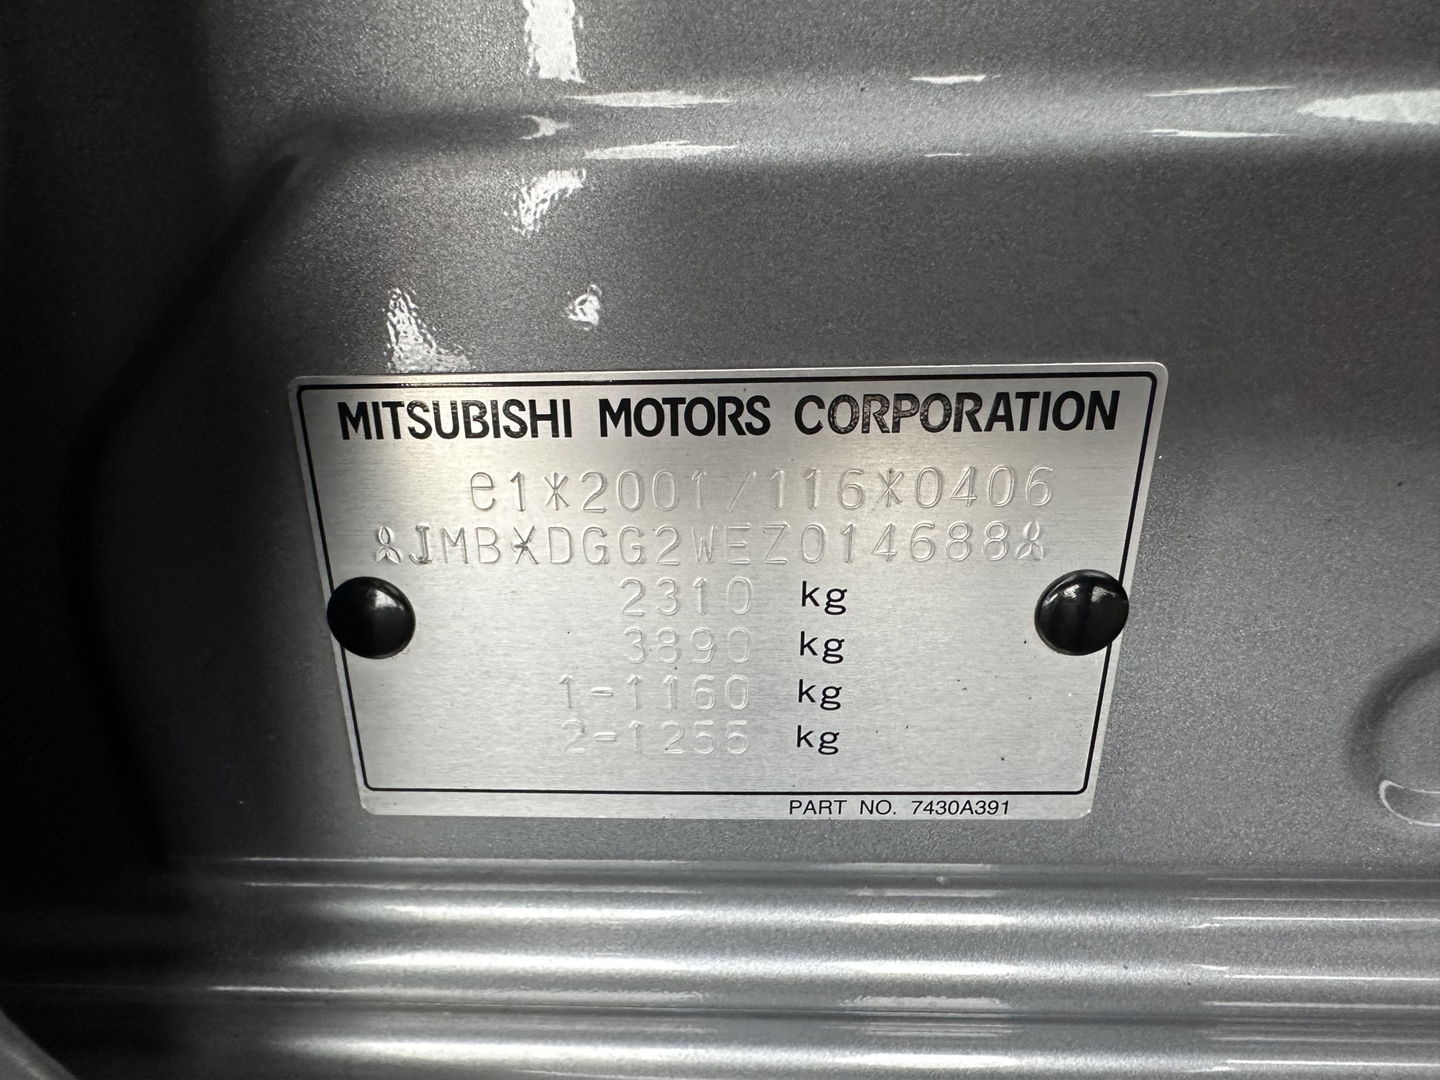 MITSUBISHI MOTORS CORPORATION
e1*2001/116*0406
JMBXDGG2WEZ014688
2310 kg
3890 kg
1-1160 kg
2-1255 kg
PART NO. 7430A391